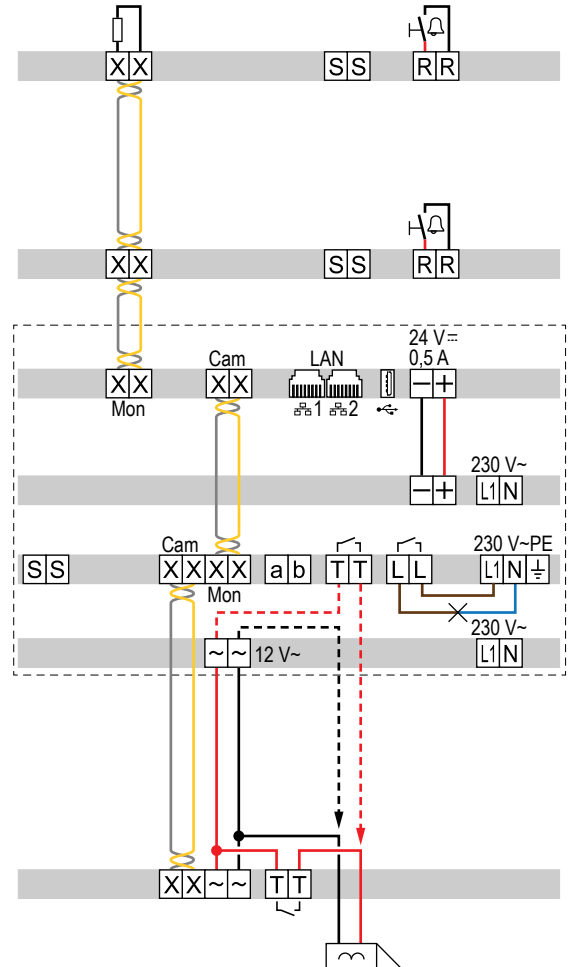 X X S S R R
X X S S R R
24 V⎓
Cam LAN 0,5 A
X X X X − +
Mon 1 2
230 V~
− + L1 N
Cam 230 V~PE
S S X X X X a b T T L L L1 N
Mon
230 V~
~ ~ 12 V~ L1 N
X X ~ ~ T T